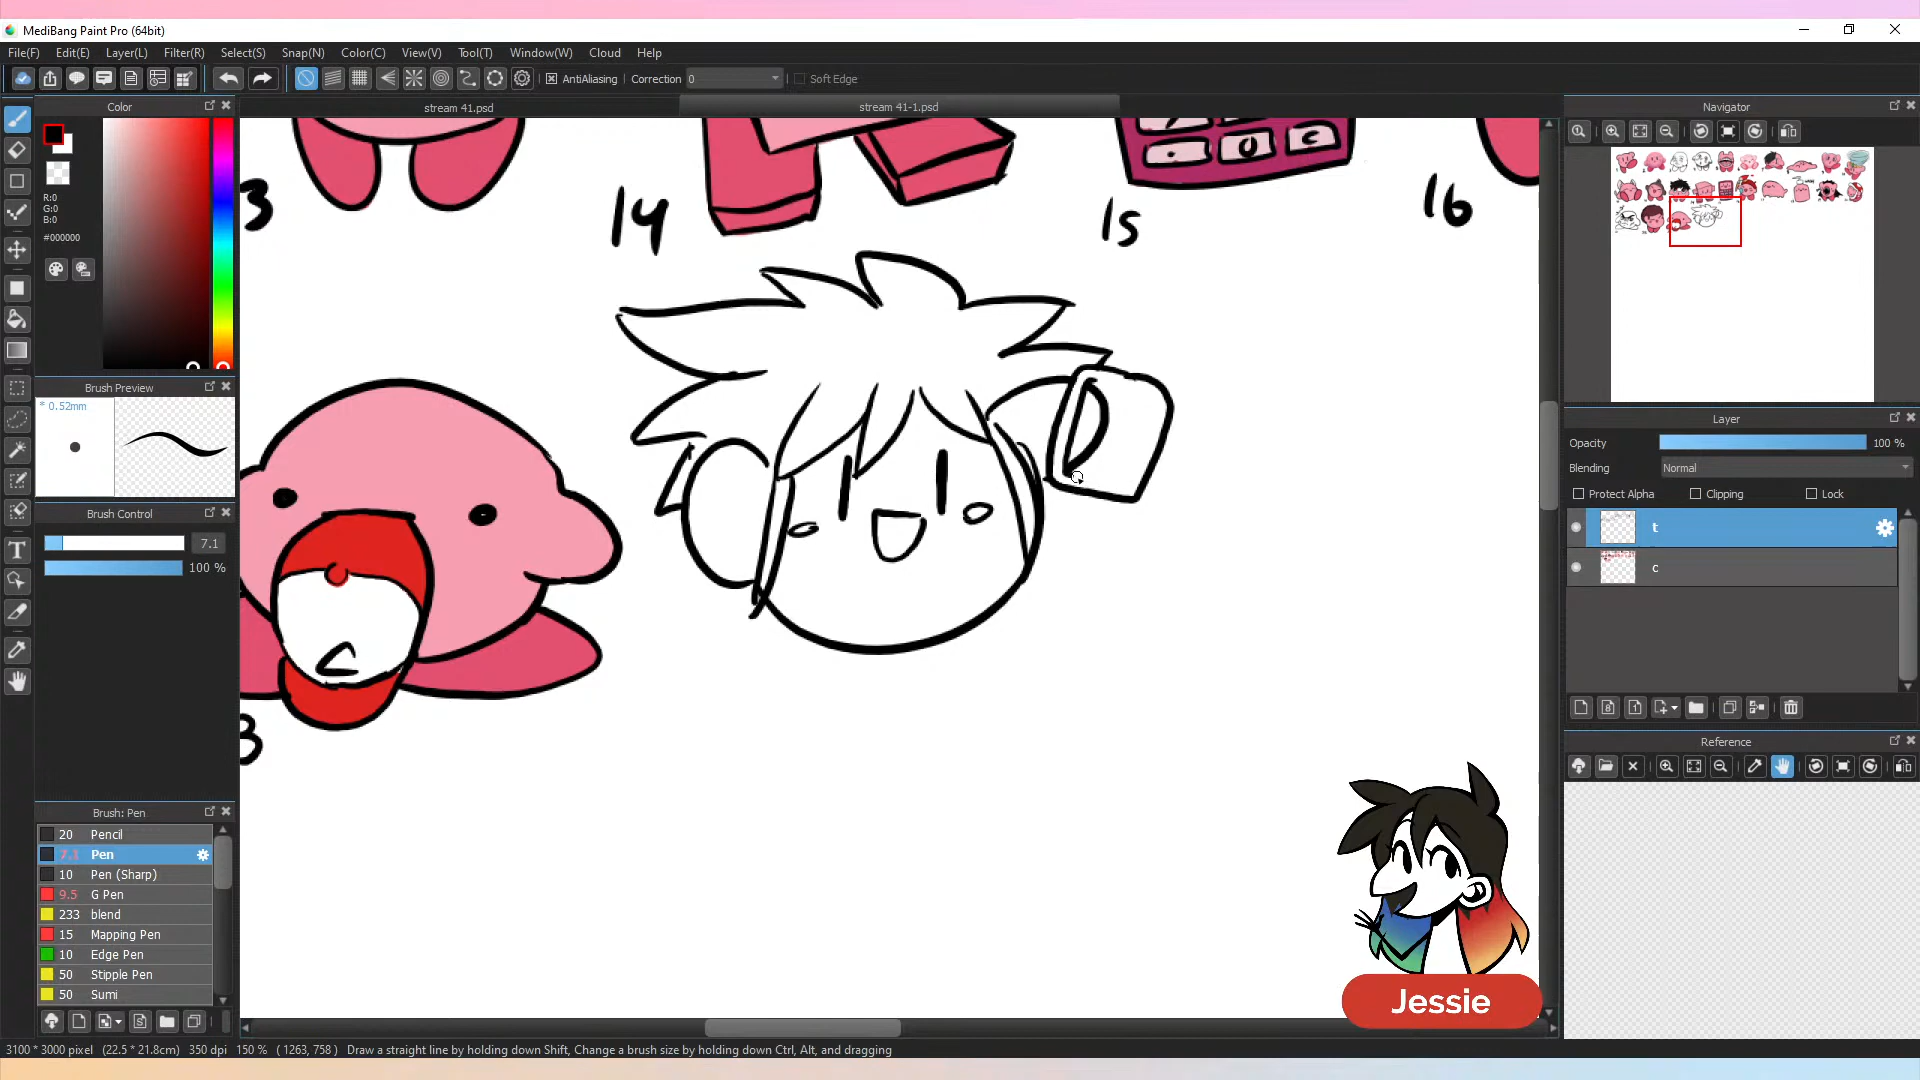 MediBang Paint Pro (64bit)
File(F) Edit(E) Layer(L) Filter(R) Select(S) Snap(N) Color(C) View(V) Tool(T) Window(W) Cloud Help
AntiAliasing Correction 0 Soft Edge
Color
stream 41.psd stream 41-1.psd
Navigator
R:0
G:0
B:0
#000000
3 14 15 16
. 0 C
Brush Preview
* 0.52mm
Brush Control
7.1
100 %
3
Layer
Opacity 100 %
Blending Normal
Protect Alpha Clipping Lock
t
c
Reference
Brush: Pen
20 Pencil
7.1 Pen
10 Pen (Sharp)
9.5 G Pen
233 blend
15 Mapping Pen
10 Edge Pen
50 Stipple Pen
50 Sumi
Jessie
3100 * 3000 pixel (22.5 * 21.8cm) 350 dpi 150 % ( 1263, 758 ) Draw a straight line by holding down Shift, Change a brush size by holding down Ctrl, Alt, and dragging